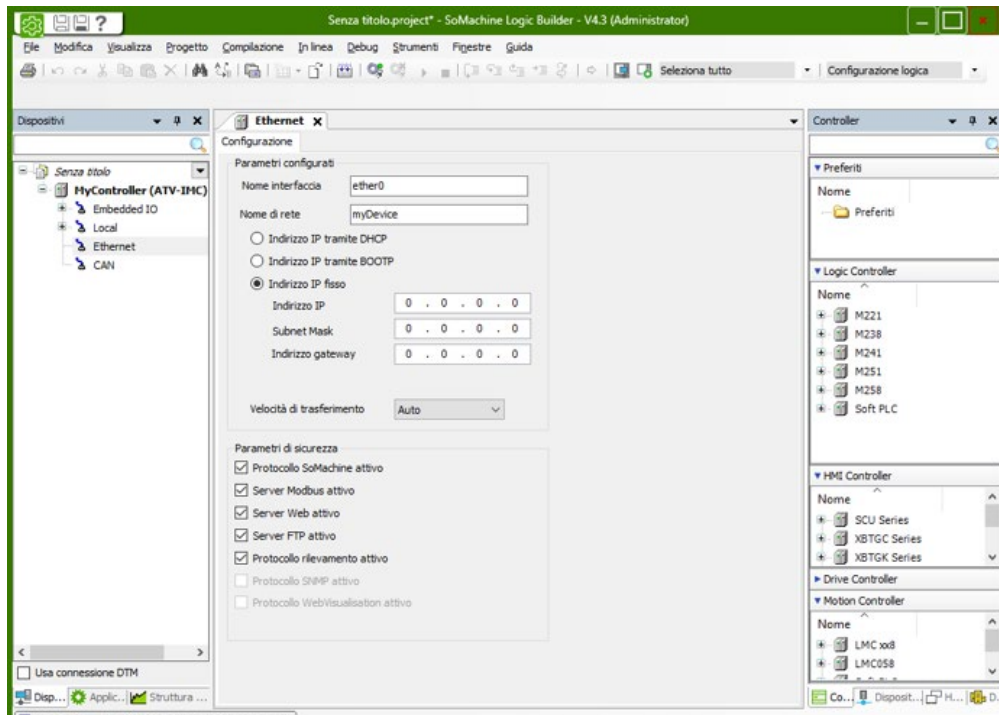 Senza titolo.project* - SoMachine Logic Builder - V4.3 (Administrator)
File Modifica Visualizza Progetto Compilazione In linea Debug Strumenti Finestre Guida
Seleziona tutto
Configurazione logica
Dispositivi
Senza titolo
MyController (ATV-IMC)
Embedded IO
Local
Ethernet
CAN
Usa connessione DTM
Disp... Applic... Struttura ...
Ethernet
Configurazione
Parametri configurati
Nome interfaccia ether0
Nome di rete myDevice
Indirizzo IP tramite DHCP
Indirizzo IP tramite BOOTP
Indirizzo IP fisso
Indirizzo IP 0 . 0 . 0 . 0
Subnet Mask 0 . 0 . 0 . 0
Indirizzo gateway 0 . 0 . 0 . 0
Velocità di trasferimento Auto
Parametri di sicurezza
Protocollo SoMachine attivo
Server Modbus attivo
Server Web attivo
Server FTP attivo
Protocollo rilevamento attivo
Protocollo SNMP attivo
Protocollo WebVisualisation attivo
Controller
Preferiti
Nome
Preferiti
Logic Controller
Nome
M221
M238
M241
M251
M258
Soft PLC
HMI Controller
Nome
SCU Series
XBTGC Series
XBTGK Series
Drive Controller
Motion Controller
Nome
LMC xx8
LMC058
Co... Disposit... H... D.